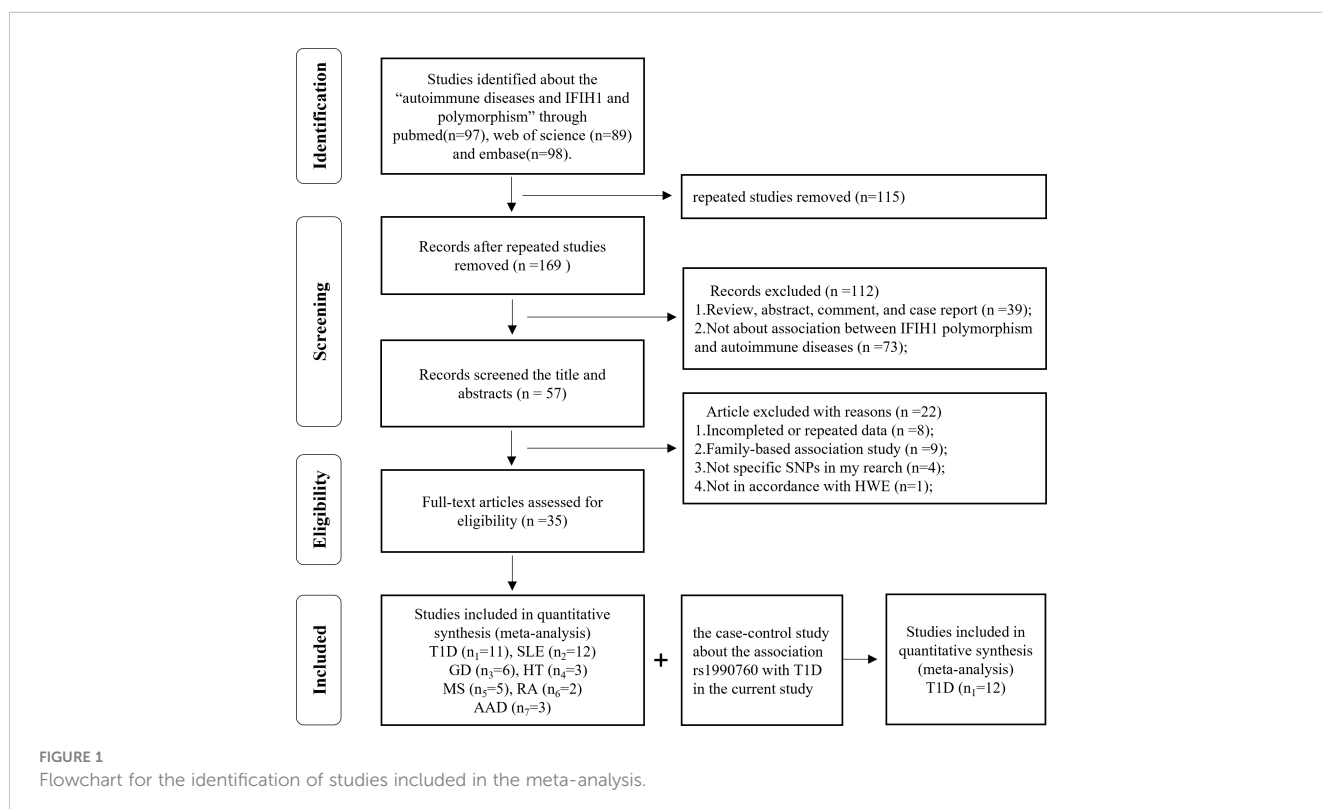 Identification
Studies identified about the
“autoimmune diseases and IFIH1 and
polymorphism” through
pubmed(n=97), web of science (n=89)
and embase(n=98).
repeated studies removed (n=115)
Screening
Records after repeated studies
removed (n =169 )
Records excluded (n =112)
1.Review, abstract, comment, and case report (n =39);
2.Not about association between IFIH1 polymorphism
and autoimmune diseases (n =73);
Records screened the title and
abstracts (n = 57)
Article excluded with reasons (n =22)
1.Incompleted or repeated data (n =8);
2.Family-based association study (n =9);
3.Not specific SNPs in my rearch (n=4);
4.Not in accordance with HWE (n=1);
Eligibility
Full-text articles assessed for
eligibility (n =35)
Included
Studies included in quantitative
synthesis (meta-analysis)
T1D (n₁=11), SLE (n₂=12)
GD (n₃=6), HT (n₄=3)
MS (n₅=5), RA (n₆=2)
AAD (n₇=3)
+
the case-control study
about the association
rs1990760 with T1D
in the current study
Studies included in
quantitative synthesis
(meta-analysis)
T1D (n₁=12)
FIGURE 1
Flowchart for the identification of studies included in the meta-analysis.